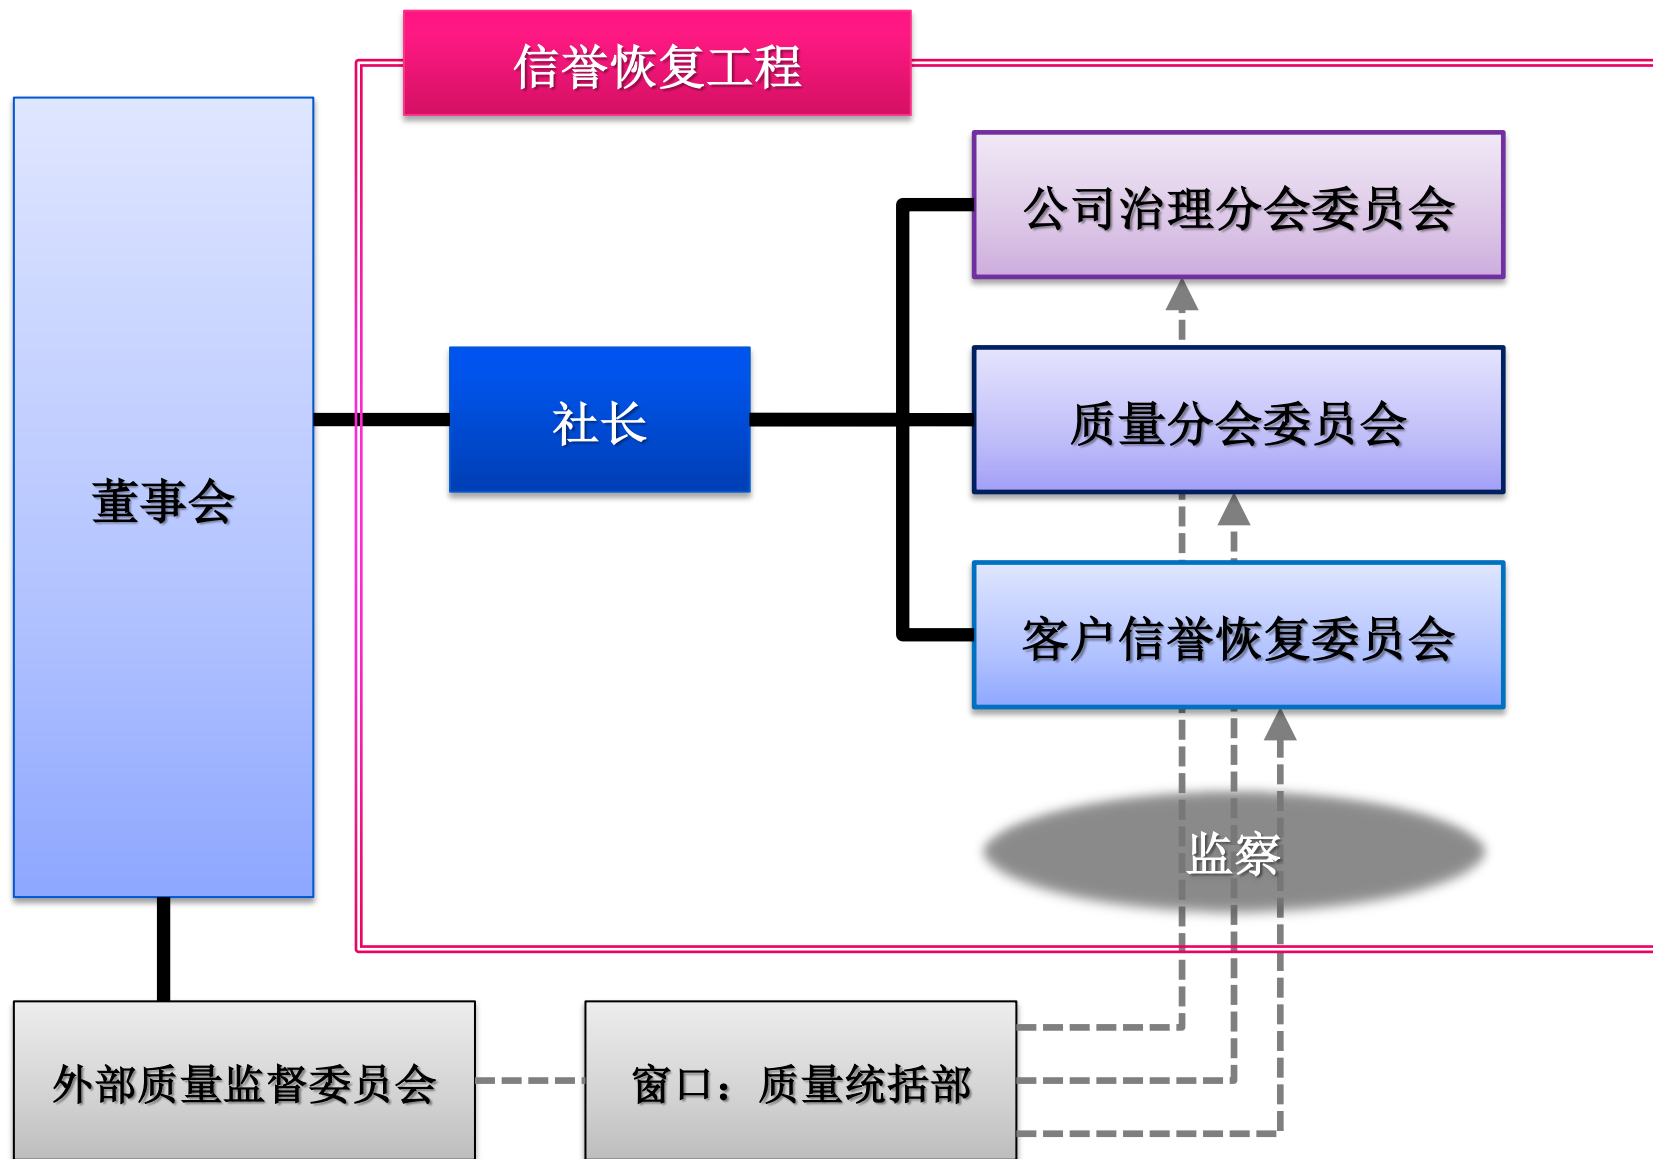 信誉恢复工程
公司治理分会委员会
社长
质量分会委员会
董事会
客户信誉恢复委员会
监察
外部质量监督委员会
窗口：质量统括部